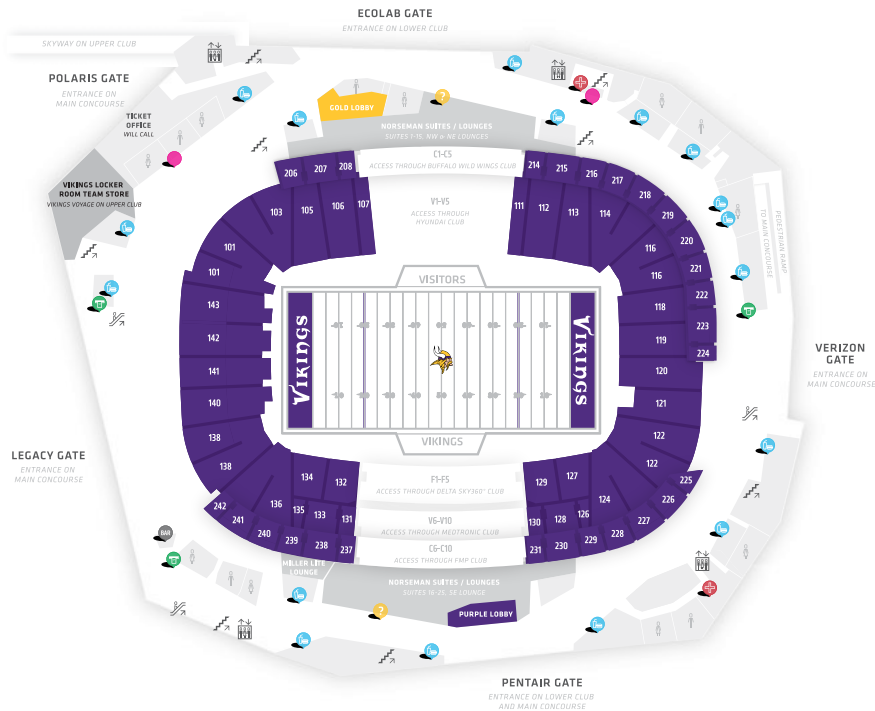 ECOLAB GATE
ENTRANCE ON LOWER CLUB
SKYWAY ON UPPER CLUB
POLARIS GATE
ENTRANCE ON
MAIN CONCOURSE
TICKET
OFFICE
WILL CALL
GOLD LOBBY
?
NORSEMAN SUITES / LOUNGES
SUITES 1-15, NW & NE LOUNGES
VIKINGS LOCKER
ROOM TEAM STORE
VIKINGS VOYAGE ON UPPER CLUB
C1-C5
ACCESS THROUGH BUFFALO WILD WINGS CLUB
V1-V5
ACCESS THROUGH
HYUNDAI CLUB
206
207
208
214
215
216
217
218
219
220
221
222
223
224
103
105
106
107
111
112
113
114
116
116
118
119
120
121
122
122
124
101
101
143
142
141
140
138
138
136
PEDESTRIAN RAMP
TO MAIN CONCOURSE
VISITORS
VIKINGS
VIKINGS
VIKINGS
VERIZON
GATE
ENTRANCE ON
MAIN CONCOURSE
LEGACY GATE
ENTRANCE ON
MAIN CONCOURSE
134
132
135
133
131
129
127
130
128
126
F1-F5
ACCESS THROUGH DELTA SKY360° CLUB
V6-V10
ACCESS THROUGH MEDTRONIC CLUB
C6-C10
ACCESS THROUGH FMP CLUB
242
241
240
239
238
237
231
230
229
228
227
226
225
BAR
MILLER LITE
LOUNGE
NORSEMAN SUITES / LOUNGES
SUITES 16-26, SE LOUNGE
?
PURPLE LOBBY
PENTAIR GATE
ENTRANCE ON LOWER CLUB
AND MAIN CONCOURSE